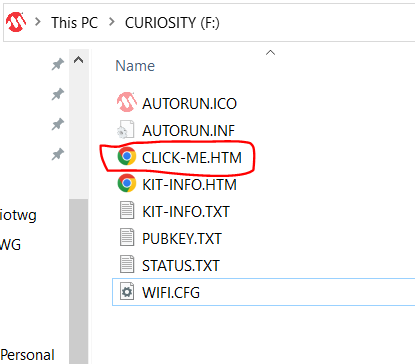 This PC > CURIOSITY (F:)
Name
AUTORUN.ICO
AUTORUN.INF
CLICK-ME.HTM
KIT-INFO.HTM
KIT-INFO.TXT
PUBKEY.TXT
STATUS.TXT
WIFI.CFG
iotwg
WG
Personal